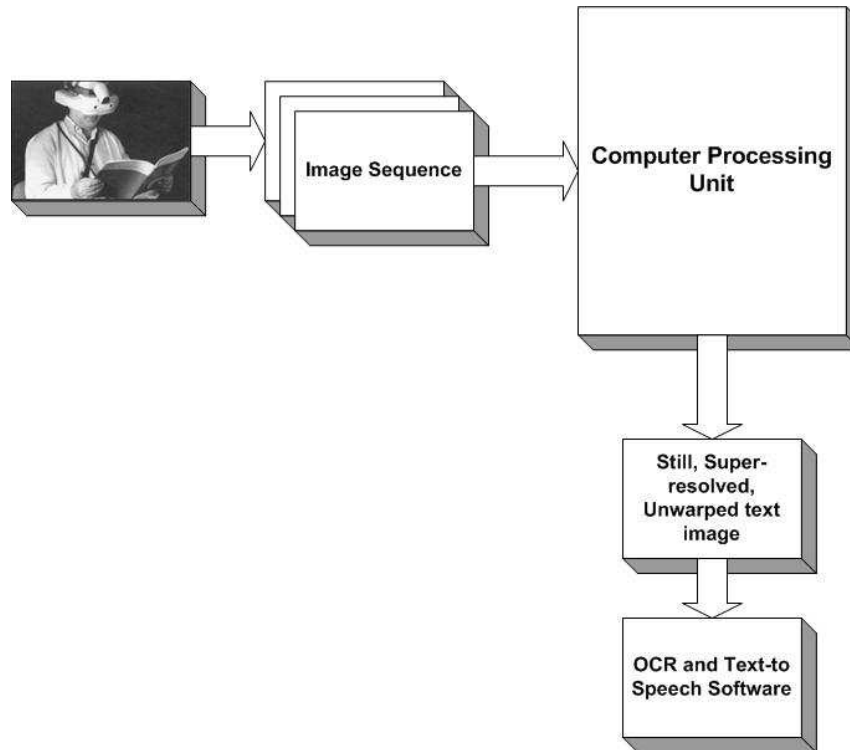 Image Sequence
Computer Processing
Unit
Still, Super-
resolved,
Unwarped text
image
OCR and Text-to
Speech Software